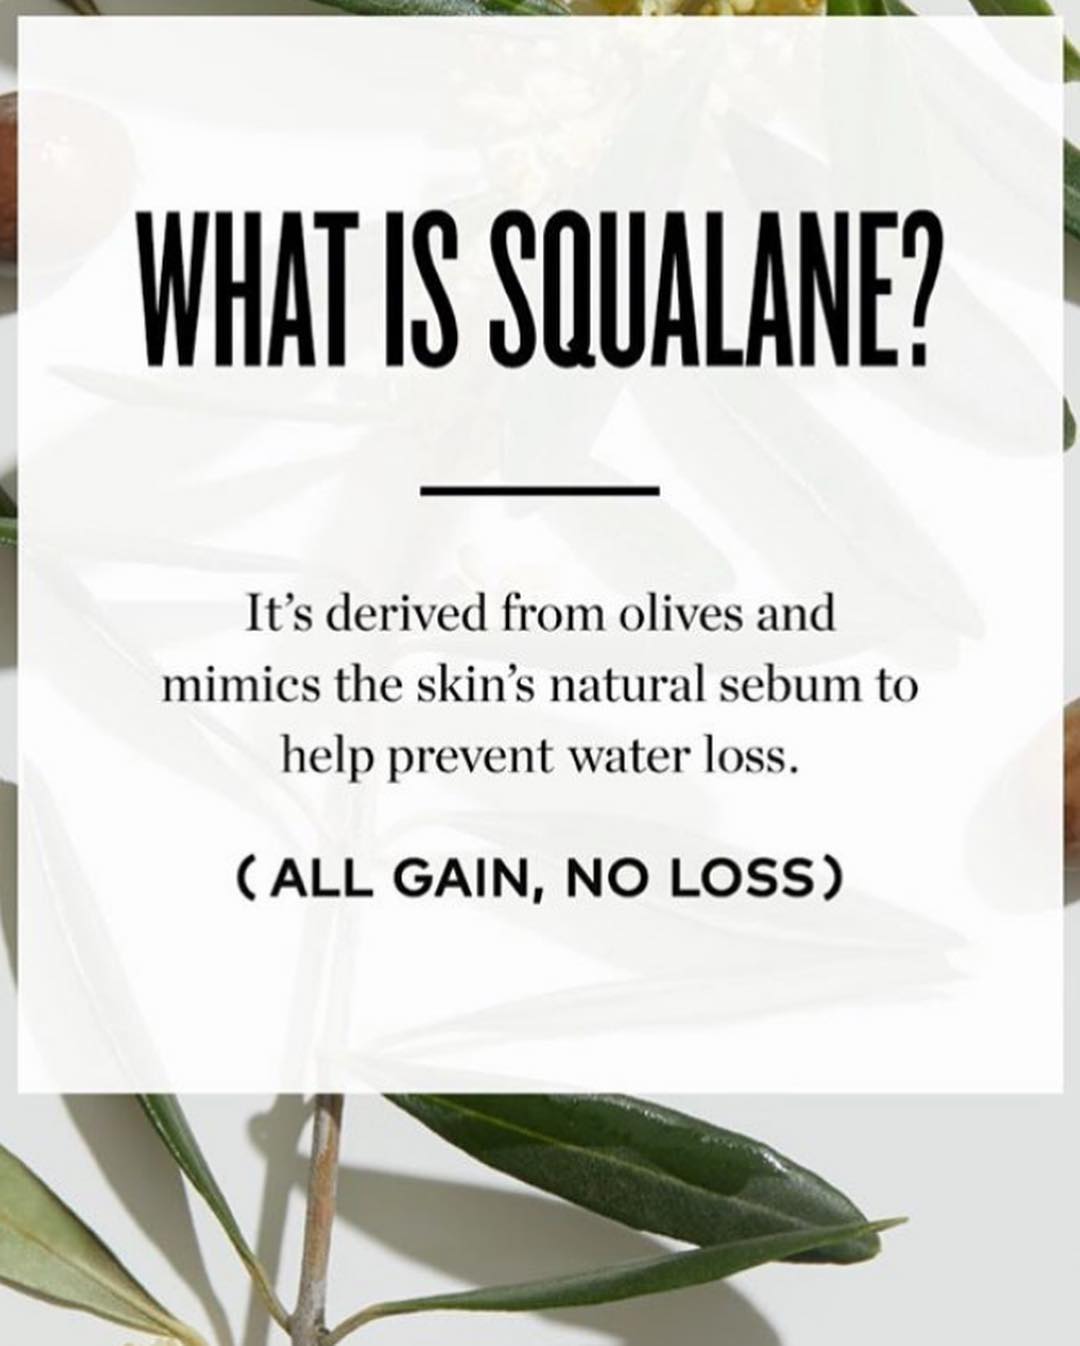 WHAT IS SQUALANE?
It’s derived from olives and
mimics the skin’s natural sebum to
help prevent water loss.
(ALL GAIN, NO LOSS)